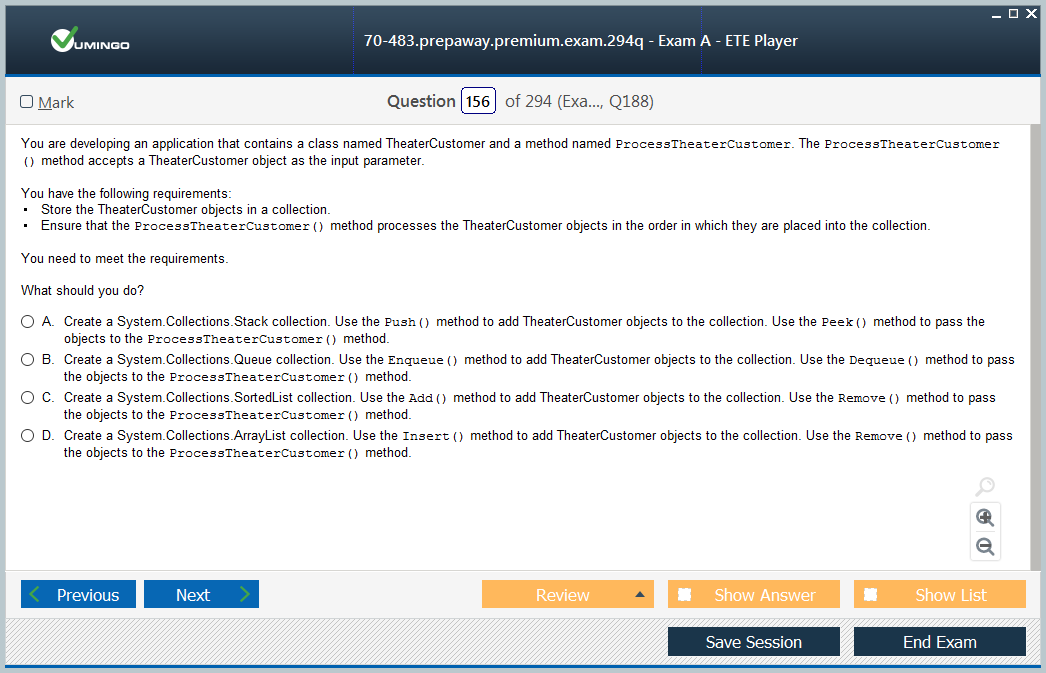 VUMINGO
70-483.prepaway.premium.exam.294q - Exam A - ETE Player
Mark
Question 156 of 294 (Exa..., Q188)
You are developing an application that contains a class named TheaterCustomer and a method named ProcessTheaterCustomer. The ProcessTheaterCustomer
() method accepts a TheaterCustomer object as the input parameter.
You have the following requirements:
• Store the TheaterCustomer objects in a collection.
• Ensure that the ProcessTheaterCustomer() method processes the TheaterCustomer objects in the order in which they are placed into the collection.
You need to meet the requirements.
What should you do?
A. Create a System.Collections.Stack collection. Use the Push() method to add TheaterCustomer objects to the collection. Use the Peek() method to pass the
objects to the ProcessTheaterCustomer() method.
B. Create a System.Collections.Queue collection. Use the Enqueue() method to add TheaterCustomer objects to the collection. Use the Dequeue() method to pass
the objects to the ProcessTheaterCustomer() method.
C. Create a System.Collections.SortedList collection. Use the Add() method to add TheaterCustomer objects to the collection. Use the Remove() method to pass
the objects to the ProcessTheaterCustomer() method.
D. Create a System.Collections.ArrayList collection. Use the Insert() method to add TheaterCustomer objects to the collection. Use the Remove() method to pass
the objects to the ProcessTheaterCustomer() method.
Previous Next Review Show Answer Show List
Save Session End Exam